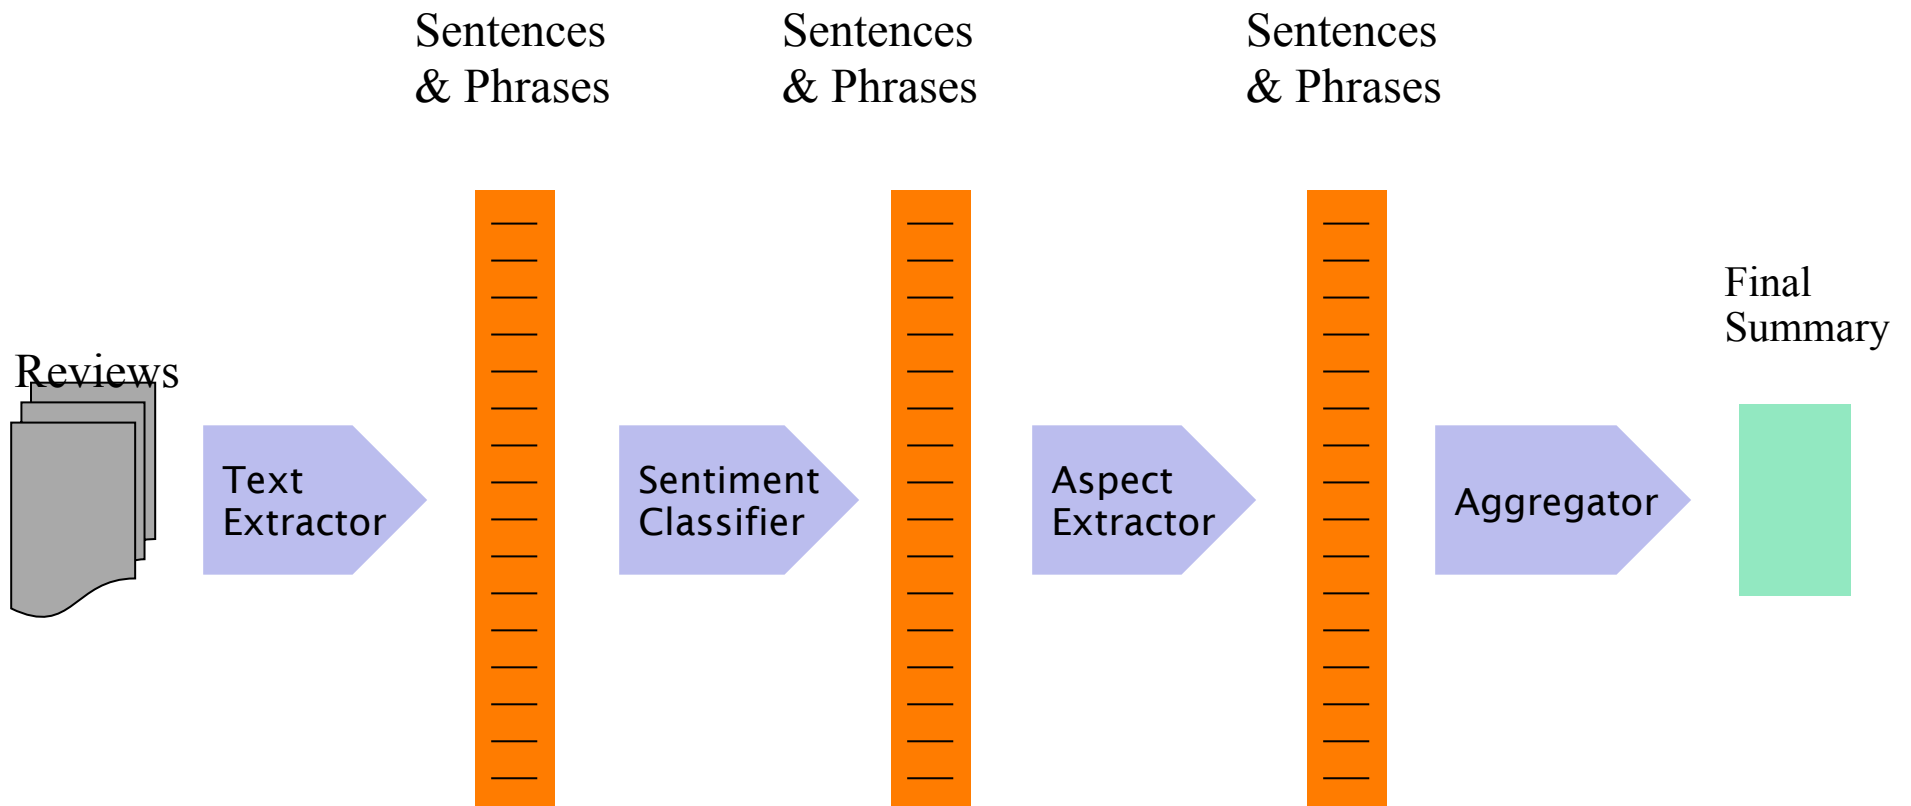 Sentences
& Phrases
Sentences
& Phrases
Sentences
& Phrases
Reviews
Text
Extractor
Sentiment
Classifier
Aspect
Extractor
Aggregator
Final
Summary